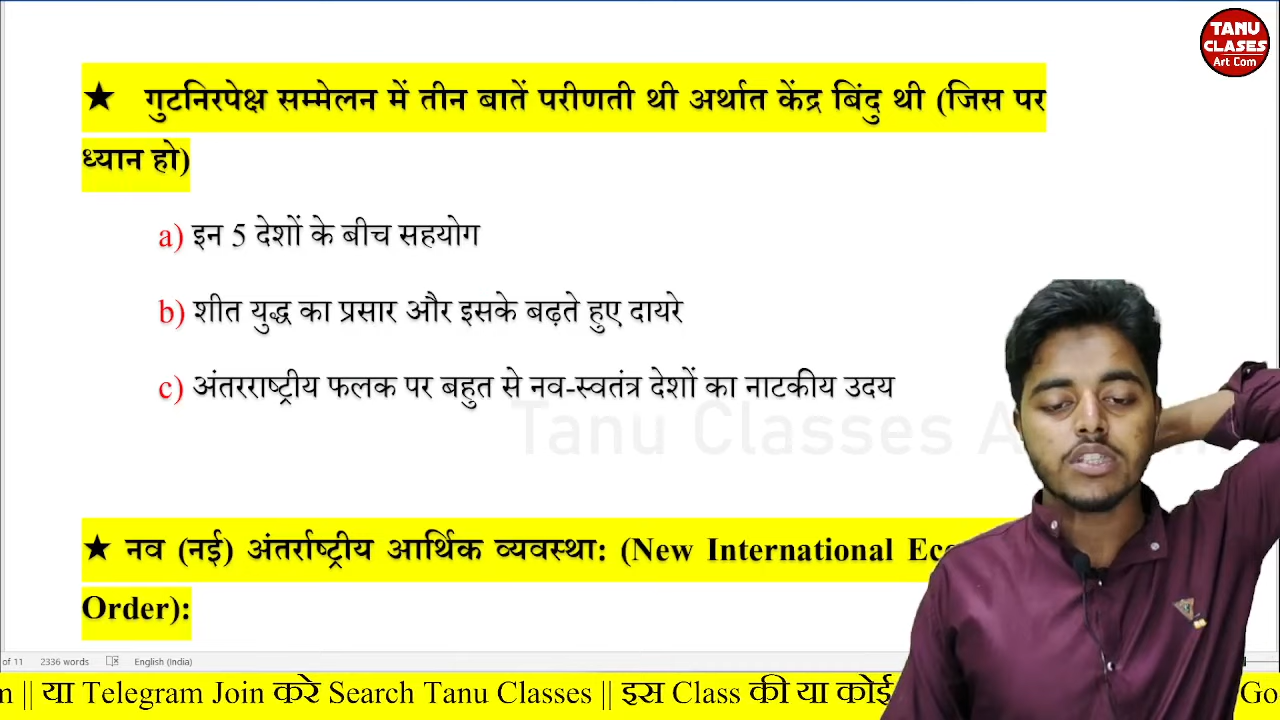 TANU
CLASES
Art Com
★ गुटनिरपेक्ष सम्मेलन में तीन बातें परीणती थी अर्थात केंद्र बिंदु थी (जिस पर
ध्यान हो)
a) इन 5 देशों के बीच सहयोग
b) शीत युद्ध का प्रसार और इसके बढ़ते हुए दायरे
c) अंतरराष्ट्रीय फलक पर बहुत से नव-स्वतंत्र देशों का नाटकीय उदय
Tanu Classes
★ नव (नई) अंतर्राष्ट्रीय आर्थिक व्यवस्था: (New International
Order):
of 11 2336 words English (India)
|| या Telegram Join करे Search Tanu Classes || इस Class की या कोई Go